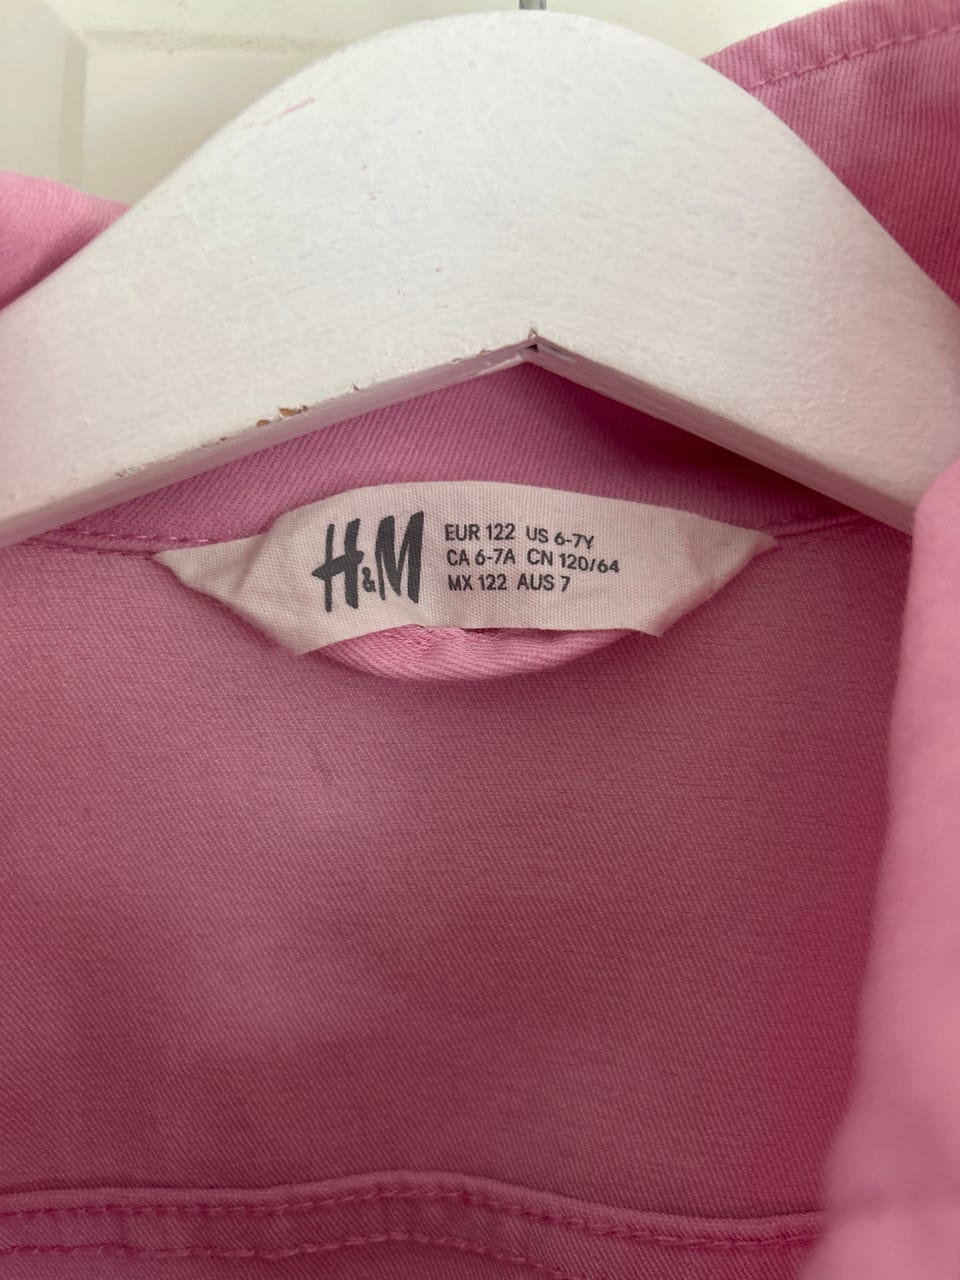 H&M
EUR 122 US 6-7Y
CA 6-7A CN 120/64
MX 122 AUS 7